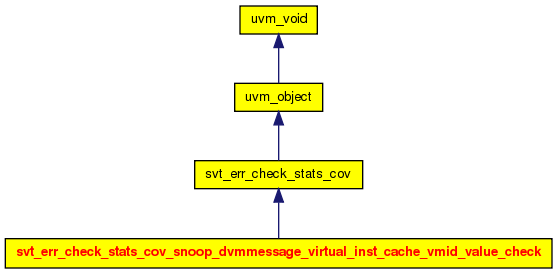 uvm_void
uvm_object
svt_err_check_stats_cov
svt_err_check_stats_cov_snoop_dvmmessage_virtual_inst_cache_vmid_value_check